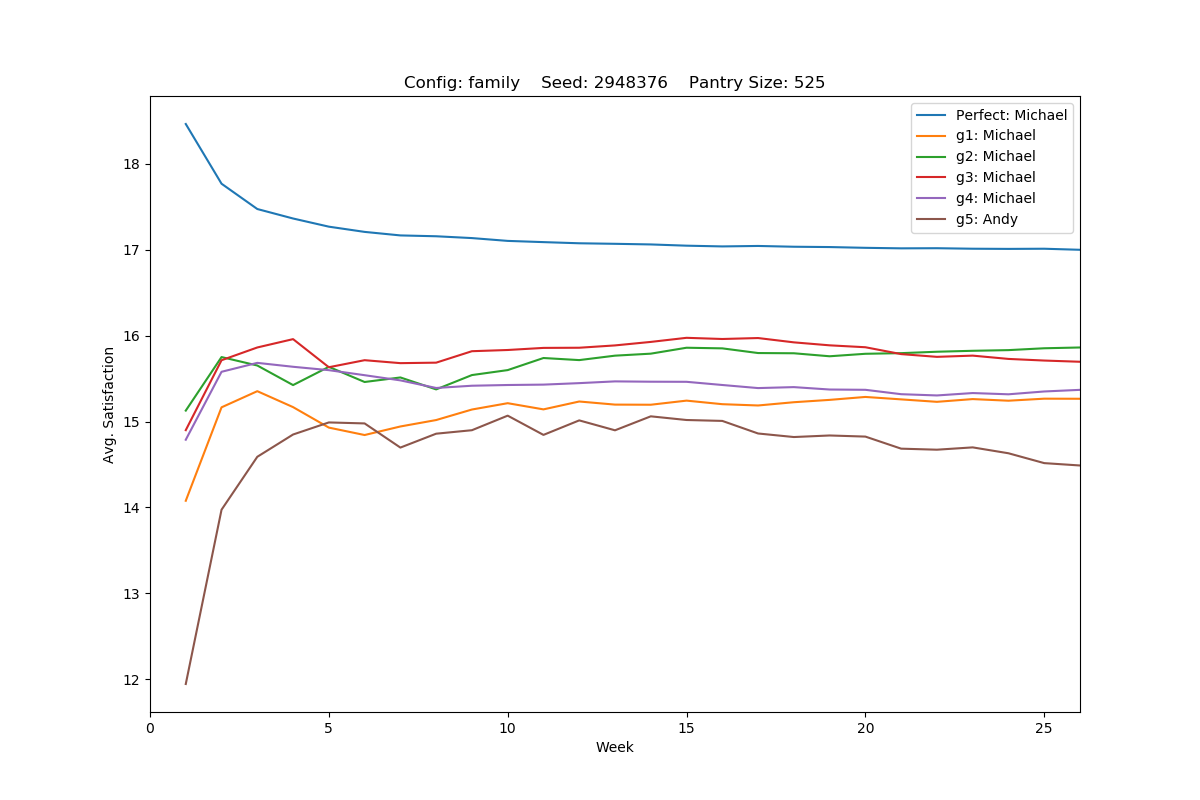 Config: family    Seed: 2948376    Pantry Size: 525
Perfect: Michael
g1: Michael
g2: Michael
g3: Michael
g4: Michael
g5: Andy
Avg. Satisfaction
18
17
16
15
14
13
12
0 5 10 15 20 25
Week